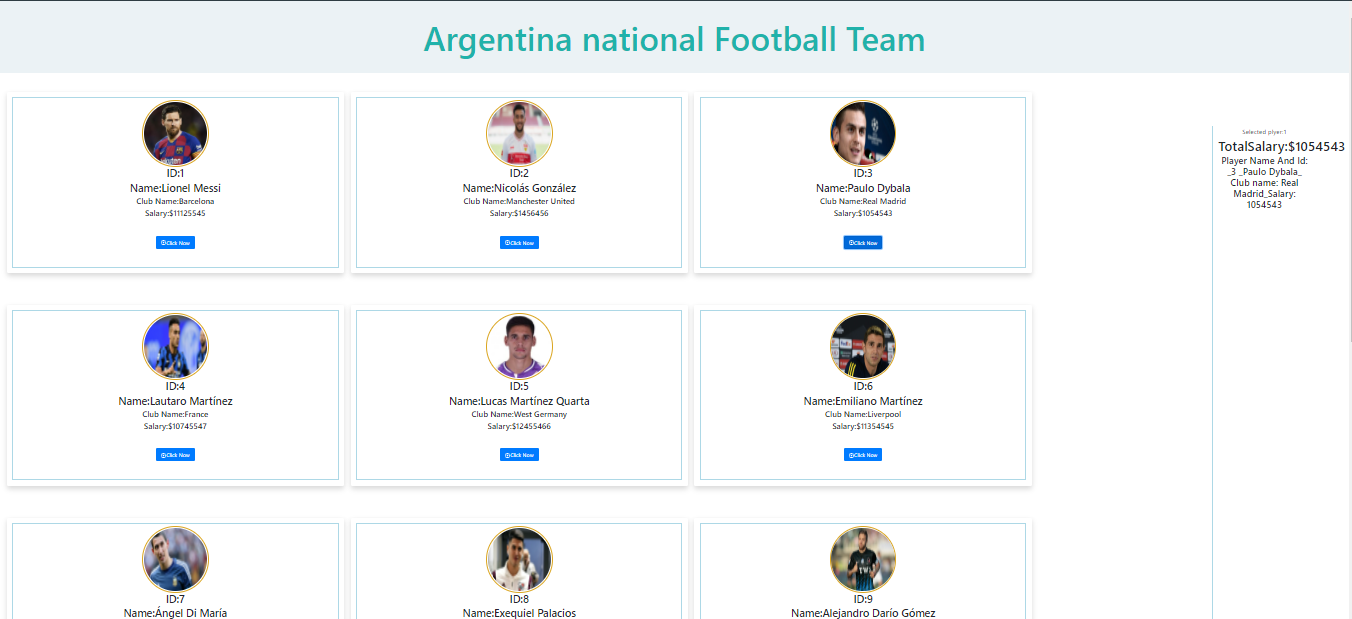 Argentina national Football Team
ID:1
Name:Lionel Messi
Club Name:Barcelona
Salary:$11125545
Click Now
ID:2
Name:Nicolás González
Club Name:Manchester United
Salary:$1456456
Click Now
ID:3
Name:Paulo Dybala
Club Name:Real Madrid
Salary:$1054543
Click Now
Selected plyer:1
TotalSalary:$1054543
Player Name And Id:
_3 _Paulo Dybala_
Club name: Real
Madrid_Salary:
1054543
ID:4
Name:Lautaro Martínez
Club Name:France
Salary:$10745547
Click Now
ID:5
Name:Lucas Martínez Quarta
Club Name:West Germany
Salary:$12455466
Click Now
ID:6
Name:Emiliano Martínez
Club Name:Liverpool
Salary:$11354545
Click Now
ID:7
Name:Ángel Di María
ID:8
Name:Exequiel Palacios
ID:9
Name:Alejandro Darío Gómez